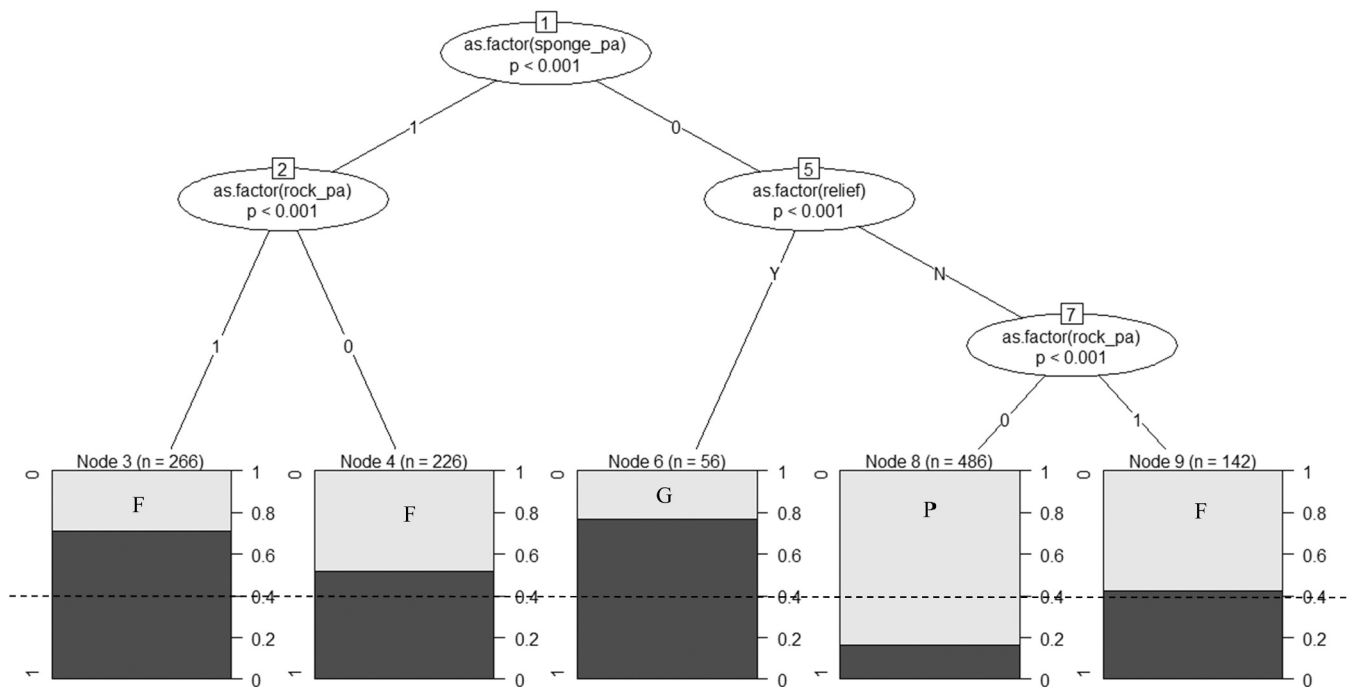 1
as.factor(sponge_pa)
p < 0.001
1
0
2
as.factor(rock_pa)
p < 0.001
5
as.factor(relief)
p < 0.001
Y
N
7
as.factor(rock_pa)
p < 0.001
1
0
0
1
Node 3 (n = 266)
0
1
F
1
0.8
0.6
0.4
0.2
0
Node 4 (n = 226)
0
1
F
1
0.8
0.6
0.4
0.2
0
Node 6 (n = 56)
0
1
G
1
0.8
0.6
0.4
0.2
0
Node 8 (n = 486)
0
1
P
1
0.8
0.6
0.4
0.2
0
Node 9 (n = 142)
0
1
F
1
0.8
0.6
0.4
0.2
0